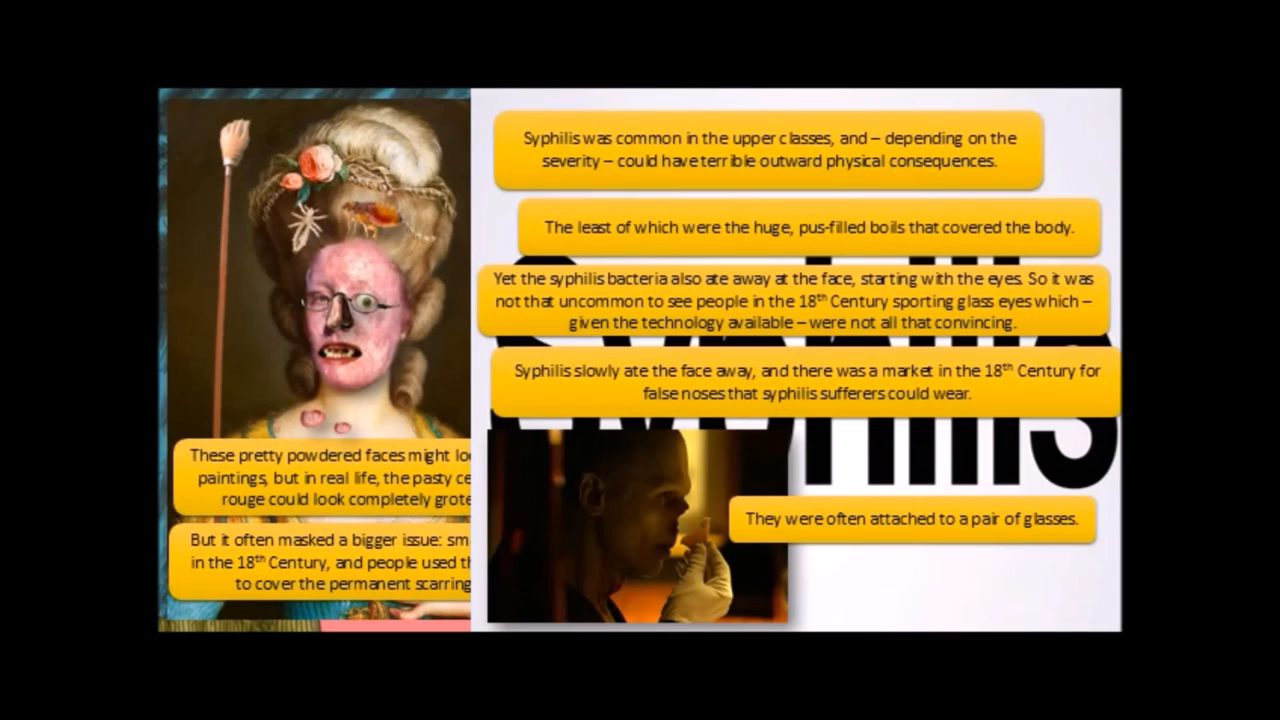 Syphilis was common in the upper classes, and – depending on the
severity – could have terrible outward physical consequences.
The least of which were the huge, pus-filled boils that covered the body.
Yet the syphilis bacteria also ate away at the face, starting with the eyes. So it was
not that uncommon to see people in the 18th Century sporting glass eyes which –
given the technology available – were not all that convincing.
Syphilis slowly ate the face away, and there was a market in the 18th Century for
false noses that syphilis sufferers could wear.
They were often attached to a pair of glasses.
These pretty powdered faces might
paintings, but in real life, the pasty
rouge could look completely
But it often masked a bigger issue:
in the 18th Century, and people used
to cover the permanent scarring